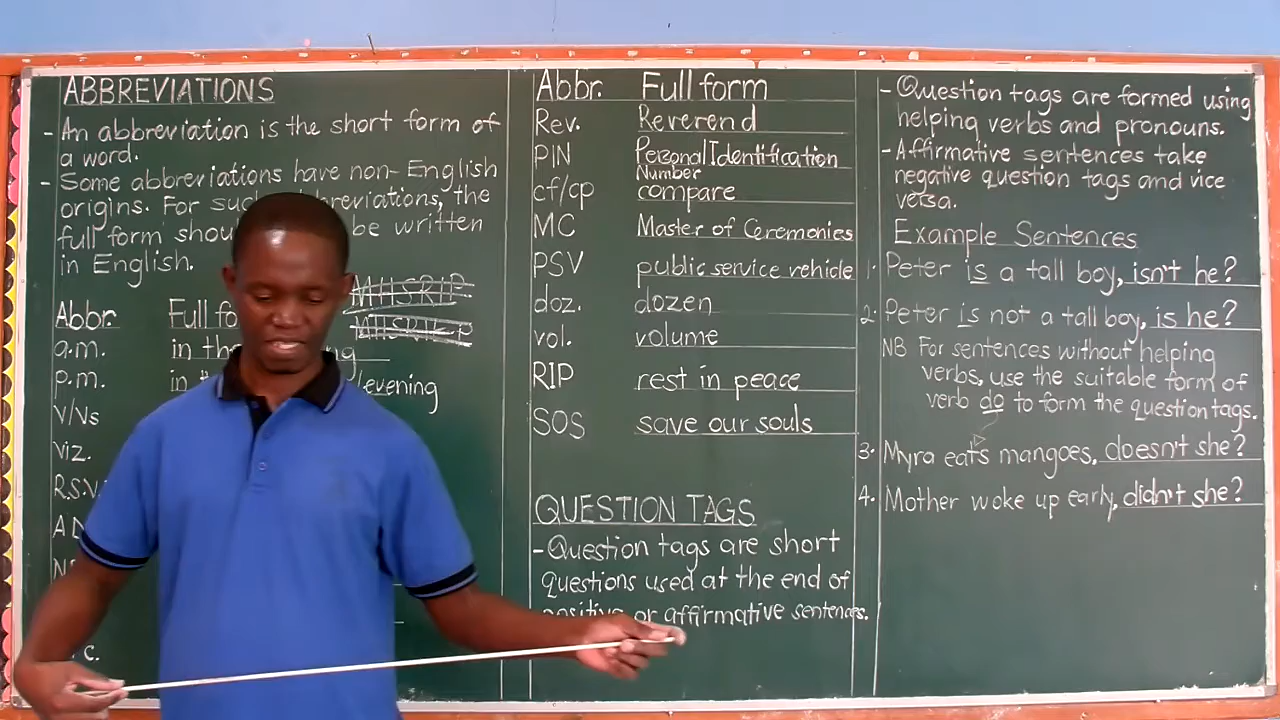 ABBREVIATIONS
- An abbreviation is the short form of
a word.
- Some abbreviations have non-English
origins. For the
full form be written
in English.
Abbr.
a.m. in
p.m. in evening
V/Vs
viz.
c.
Abbr. Full form
Rev. Reverend
PIN Personal Identification
Number
cf/cp compare
MC Master of Ceremonies
PSV public service vehicle
doz. dozen
vol. volume
RIP rest in peace
SOS save our souls
QUESTION TAGS
- Question tags are short
questions used at the end of
positive or affirmative sentences.
- Question tags are formed using
helping verbs and pronouns.
- Affirmative sentences take
negative question tags and vice
versa.
Example Sentences
1. Peter is a tall boy, isn't he?
2. Peter is not a tall boy, is he?
NB For sentences without helping
verbs, use the suitable form of
verb do to form the question tags.
3. Myra eats mangoes, doesn't she?
4. Mother woke up early, didn't she?